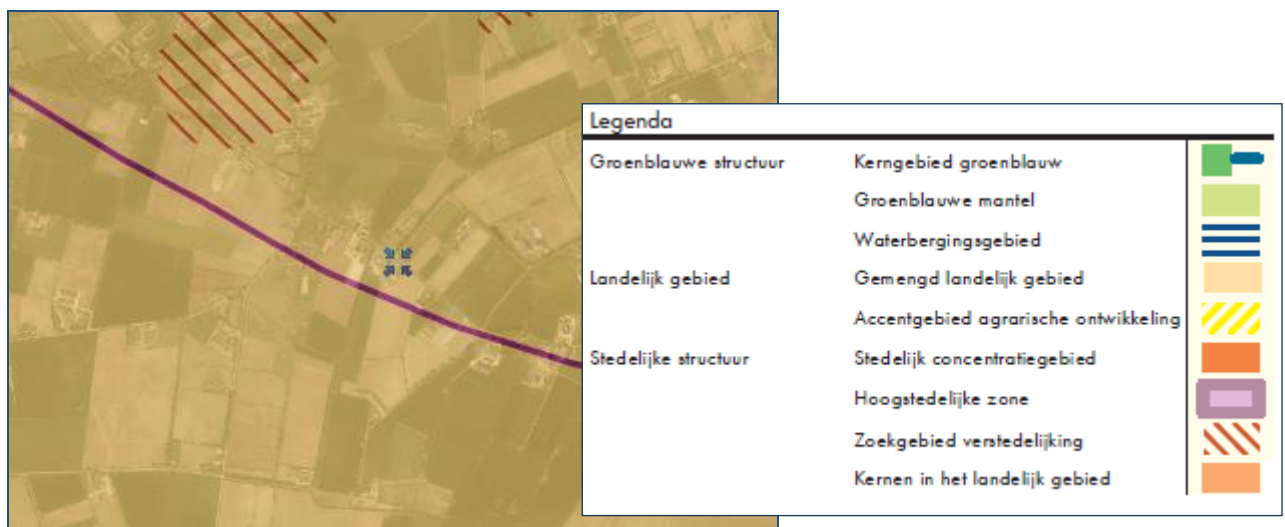 Legenda
Groenblauwe structuur Kerngebied groenblauw
Groenblauwe mantel
Waterbergingsgebied
Landelijk gebied Gemengd landelijk gebied
Accentgebied agrarische ontwikkeling
Stedelijke structuur Stedelijk concentratiegebied
Hoogstedelijke zone
Zoekgebied verstedelijking
Kernen in het landelijk gebied